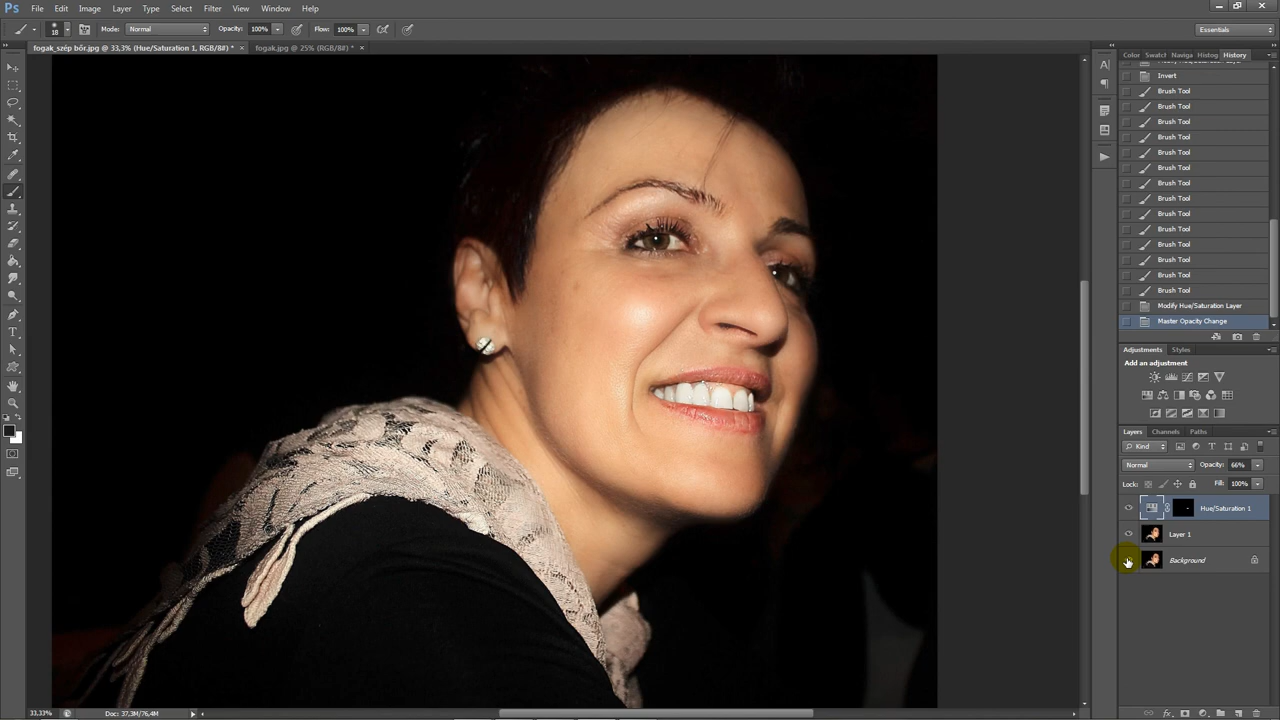 Ps File Edit Image Layer Type Select Filter View Window Help
18 Mode: Normal Opacity: 100% Flow: 100% Essentials
fogak_szép bőr.jpg @ 33,3% (Hue/Saturation 1, RGB/8#) * × fogak.jpg @ 25% (RGB/8#) * ×
Color Swatch Naviga Histog History
Invert
Brush Tool
Brush Tool
Brush Tool
Brush Tool
Brush Tool
Brush Tool
Brush Tool
Brush Tool
Brush Tool
Brush Tool
Brush Tool
Brush Tool
Brush Tool
Brush Tool
Modify Hue/Saturation Layer
Master Opacity Change
Adjustments Styles
Add an adjustment
Layers Channels Paths
Kind
Normal Opacity: 66%
Lock: Fill: 100%
Hue/Saturation 1
Layer 1
Background
33,33% Doc: 37,3M/76,4M